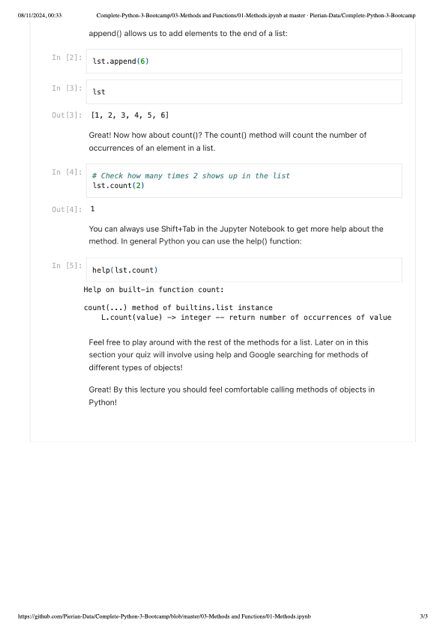 08/11/2024, 00:33 Complete-Python-3-Bootcamp/03-Methods and Functions/01-Methods.ipynb at master · Pierian-Data/Complete-Python-3-Bootcamp
append() allows us to add elements to the end of a list:
In [2]: lst.append(6)
In [3]: lst
Out[3]: [1, 2, 3, 4, 5, 6]
Great! Now how about count()? The count() method will count the number of
occurrences of an element in a list.
In [4]: # Check how many times 2 shows up in the list
lst.count(2)
Out[4]: 1
You can always use Shift+Tab in the Jupyter Notebook to get more help about the
method. In general Python you can use the help() function:
In [5]: help(lst.count)
Help on built-in function count:
count(...) method of builtins.list instance
L.count(value) -> integer -- return number of occurrences of value
Feel free to play around with the rest of the methods for a list. Later on in this
section your quiz will involve using help and Google searching for methods of
different types of objects!
Great! By this lecture you should feel comfortable calling methods of objects in
Python!
https://github.com/Pierian-Data/Complete-Python-3-Bootcamp/blob/master/03-Methods and Functions/01-Methods.ipynb 3/3